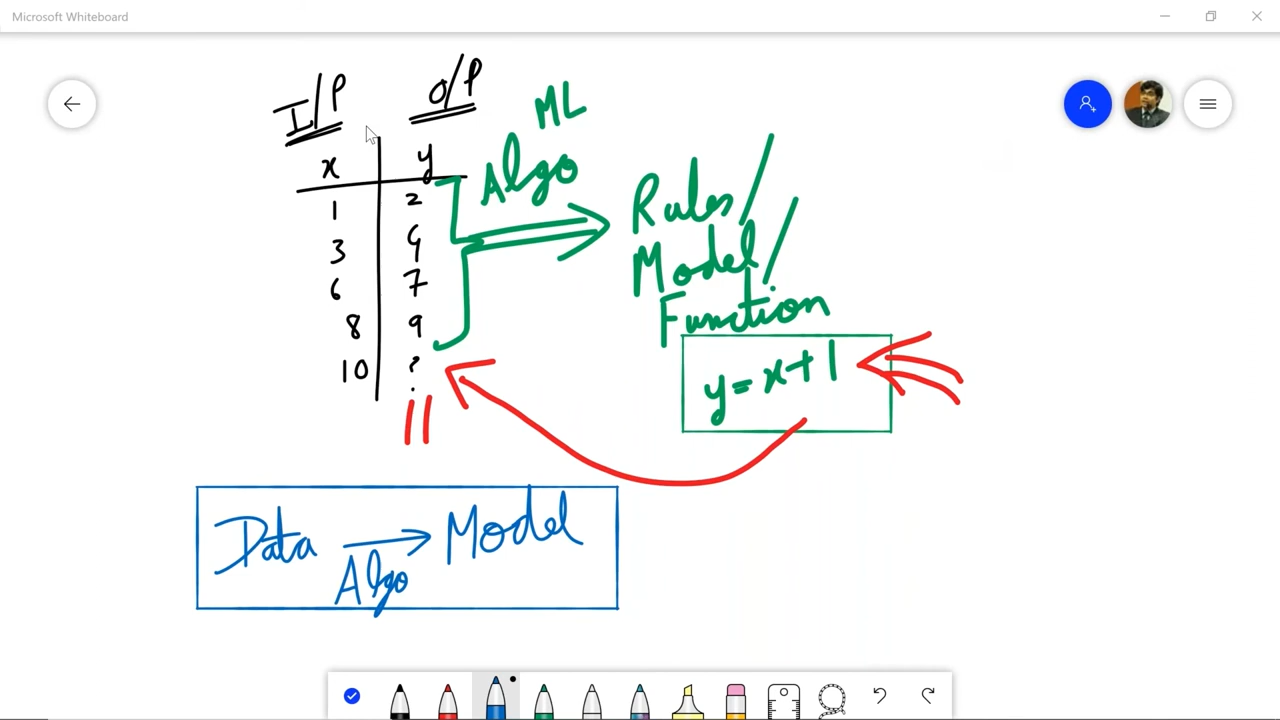 Microsoft Whiteboard
I/P O/P
x y
1 2
3 4
6 7
8 9
10 ?
11
ML
Algo
Rules/
Model/
Function
y=x+1
Data Algo Model